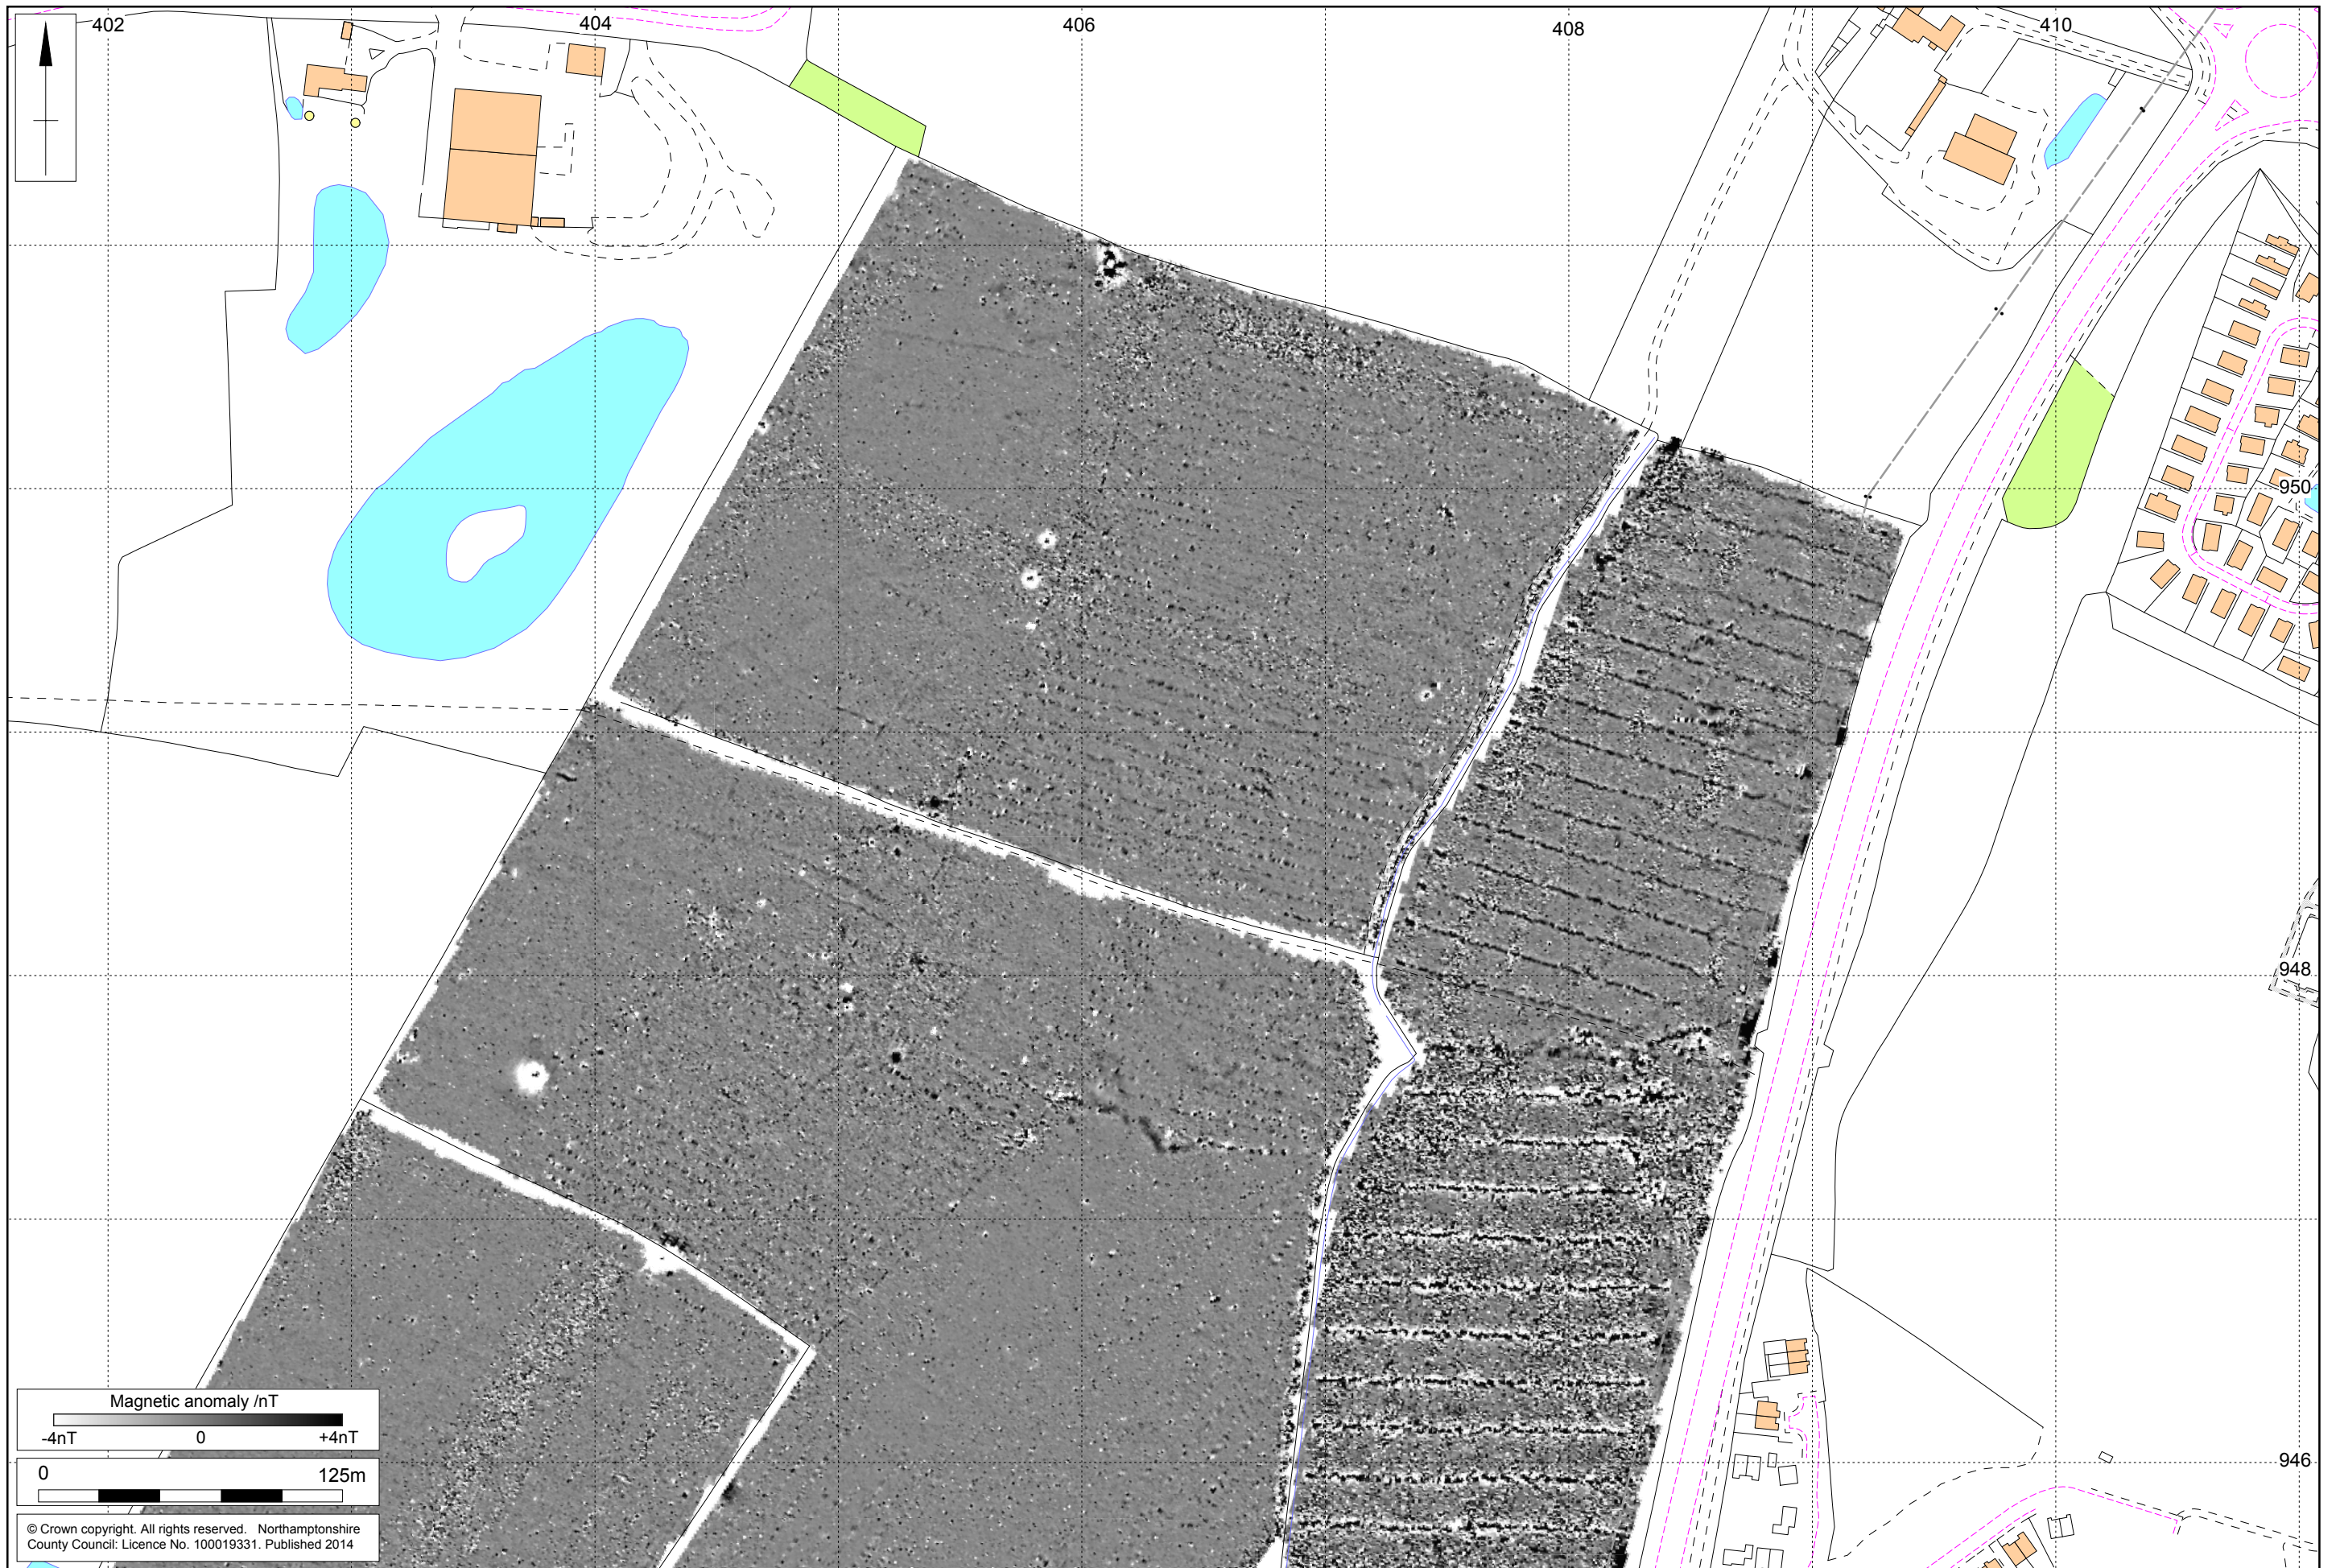 402
404
406
408
410
950
948
946
Magnetic anomaly /nT
-4nT 0 +4nT
0 125m
© Crown copyright. All rights reserved. Northamptonshire
County Council: Licence No. 100019331. Published 2014